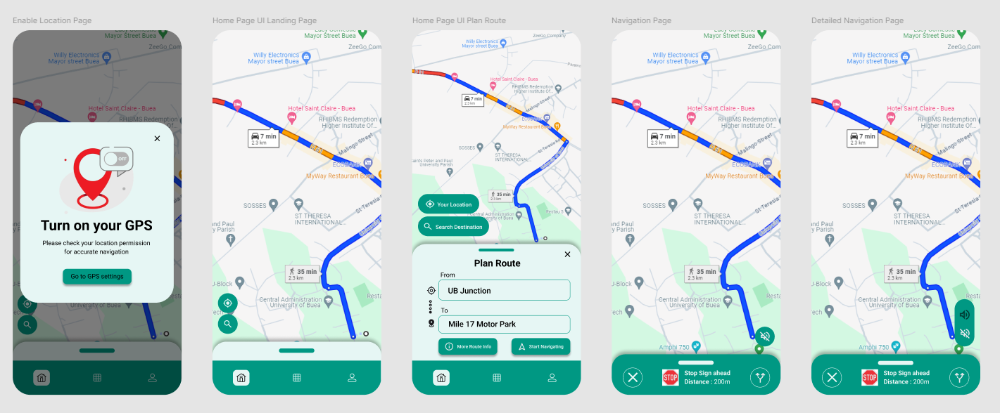 Enable Location Page
Mayor Street Buea
ZeeGo Com
Willy Electronics
Mayor street Buea
Hotel Saint Claire - Buea
Turn on your GPS
Please check your location permission
for accurate navigation
Go to GPS settings
OFF
Home Page UI Landing Page
Mayor Street Buea
ZeeGo Com
Willy Electronics
Mayor street Buea
Hotel Saint Claire - Buea
RHIBMS Redemption
Higher Institute Of...
7 min
2.3 km
Malingo Street
ECOBANK
MyWay Restaurant
SOSSES
ST THERESA
INTERNATIONAL...
St Teresia
and Paul
y Parish
35 min
2.3 km
J-Block
Central Administration
University of Buea
Resta
Home Page UI Plan Route
ZeeGo Company
Willy Electronics
Mayor street Buea
Hotel Saint Claire - Buea
RHIBMS Redemption
Higher Institute Of...
7 min
2.3 km
Malingo Street
MyWay Restaurant
SOSSES
ST THERESA
INTERNATIONAL...
St Teresia
aints Peter and Paul
University Parish
35 min
2.3 km
Your Location
Central Administration
University of Buea
Restau
Search Destination
Plan Route
From
UB Junction
To
Mile 17 Motor Park
More Route Info
Start Navigating
Navigation Page
Mayor Street Buea
ZeeGo Com
Willy Electronics
Mayor street Buea
Hotel Saint Claire - Buea
RHIBMS Redemption
Higher Institute Of...
7 min
2.3 km
Malingo Street
ECOBANK
MyWay Restaurant
SOSSES
ST THERESA
INTERNATIONAL...
St Teresia
and Paul
y Parish
35 min
2.3 km
J-Block
Central Administration
University of Buea
Resta
Tech
Amphi 750
STOP
Stop Sign ahead
Distance : 200m
Detailed Navigation Page
Mayor Street Buea
ZeeGo Com
Willy Electronics
Mayor street Buea
Hotel Saint Claire - Buea
RHIBMS Redemption
Higher Institute Of...
7 min
2.3 km
Malingo Street
ECOBANK
MyWay Restaurant
SOSSES
ST THERESA
INTERNATIONAL...
St Teresia
and Paul
y Parish
35 min
2.3 km
J-Block
Central Administration
University of Buea
Resta
Tech
Amphi 750
STOP
Stop Sign ahead
Distance : 200m